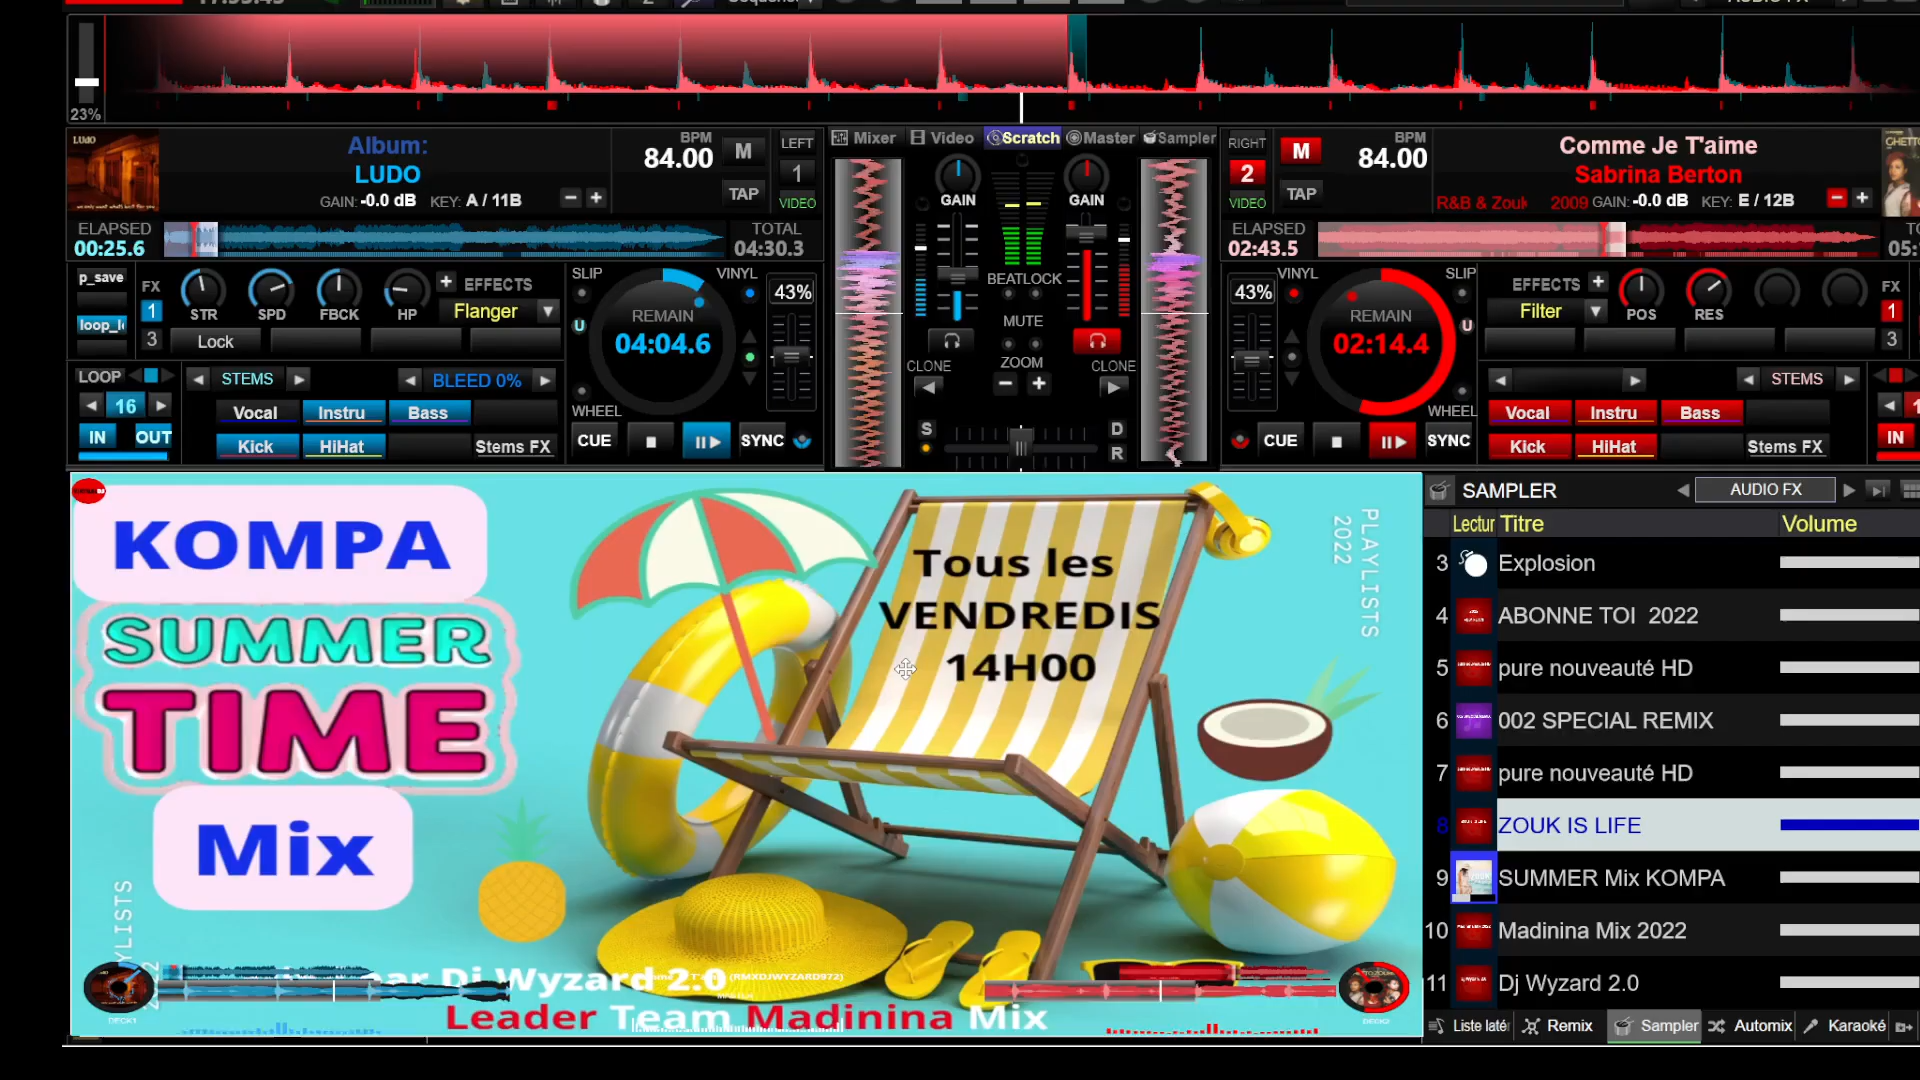 23%
Album:
LUDO
GAIN: -0.0 dB KEY: A / 11B
BPM
84.00
M
TAP
LEFT
1
VIDEO
Mixer Video Scratch Master Sampler
RIGHT
2
VIDEO
M
TAP
BPM
84.00
Comme Je T'aime
Sabrina Berton
R&B & Zouk 2009 GAIN: -0.0 dB KEY: E / 12B
ELAPSED
00:25.6
TOTAL
04:30.3
GAIN GAIN
BEATLOCK
MUTE
ZOOM
CLONE CLONE
S D
R
ELAPSED
02:43.5
p_save
FX
1
3
STR SPD FBCK HP
EFFECTS
Flanger
Lock
SLIP VINYL
REMAIN
04:04.6
43%
WHEEL
CUE SYNC
43%
VINYL SLIP
REMAIN
02:14.4
WHEEL
CUE SYNC
EFFECTS
Filter
POS RES
FX
1
3
LOOP
16
IN OUT
STEMS BLEED 0%
Vocal Instru Bass
Kick HiHat Stems FX
STEMS
Vocal Instru Bass
Kick HiHat Stems FX
IN
KOMPA
SUMMER
TIME
Mix
Tous les
VENDREDIS
14H00
PLAYLISTS
2022
Dj Wyzard 2.0
(RMXDJWYZARD972)
Leader Team Madinina Mix
DECK1
DECK2
SAMPLER AUDIO FX
Lectur Titre Volume
3 Explosion
4 ABONNE TOI 2022
5 pure nouveauté HD
6 002 SPECIAL REMIX
7 pure nouveauté HD
8 ZOUK IS LIFE
9 SUMMER Mix KOMPA
10 Madinina Mix 2022
11 Dj Wyzard 2.0
Liste laté Remix Sampler Automix Karaoké